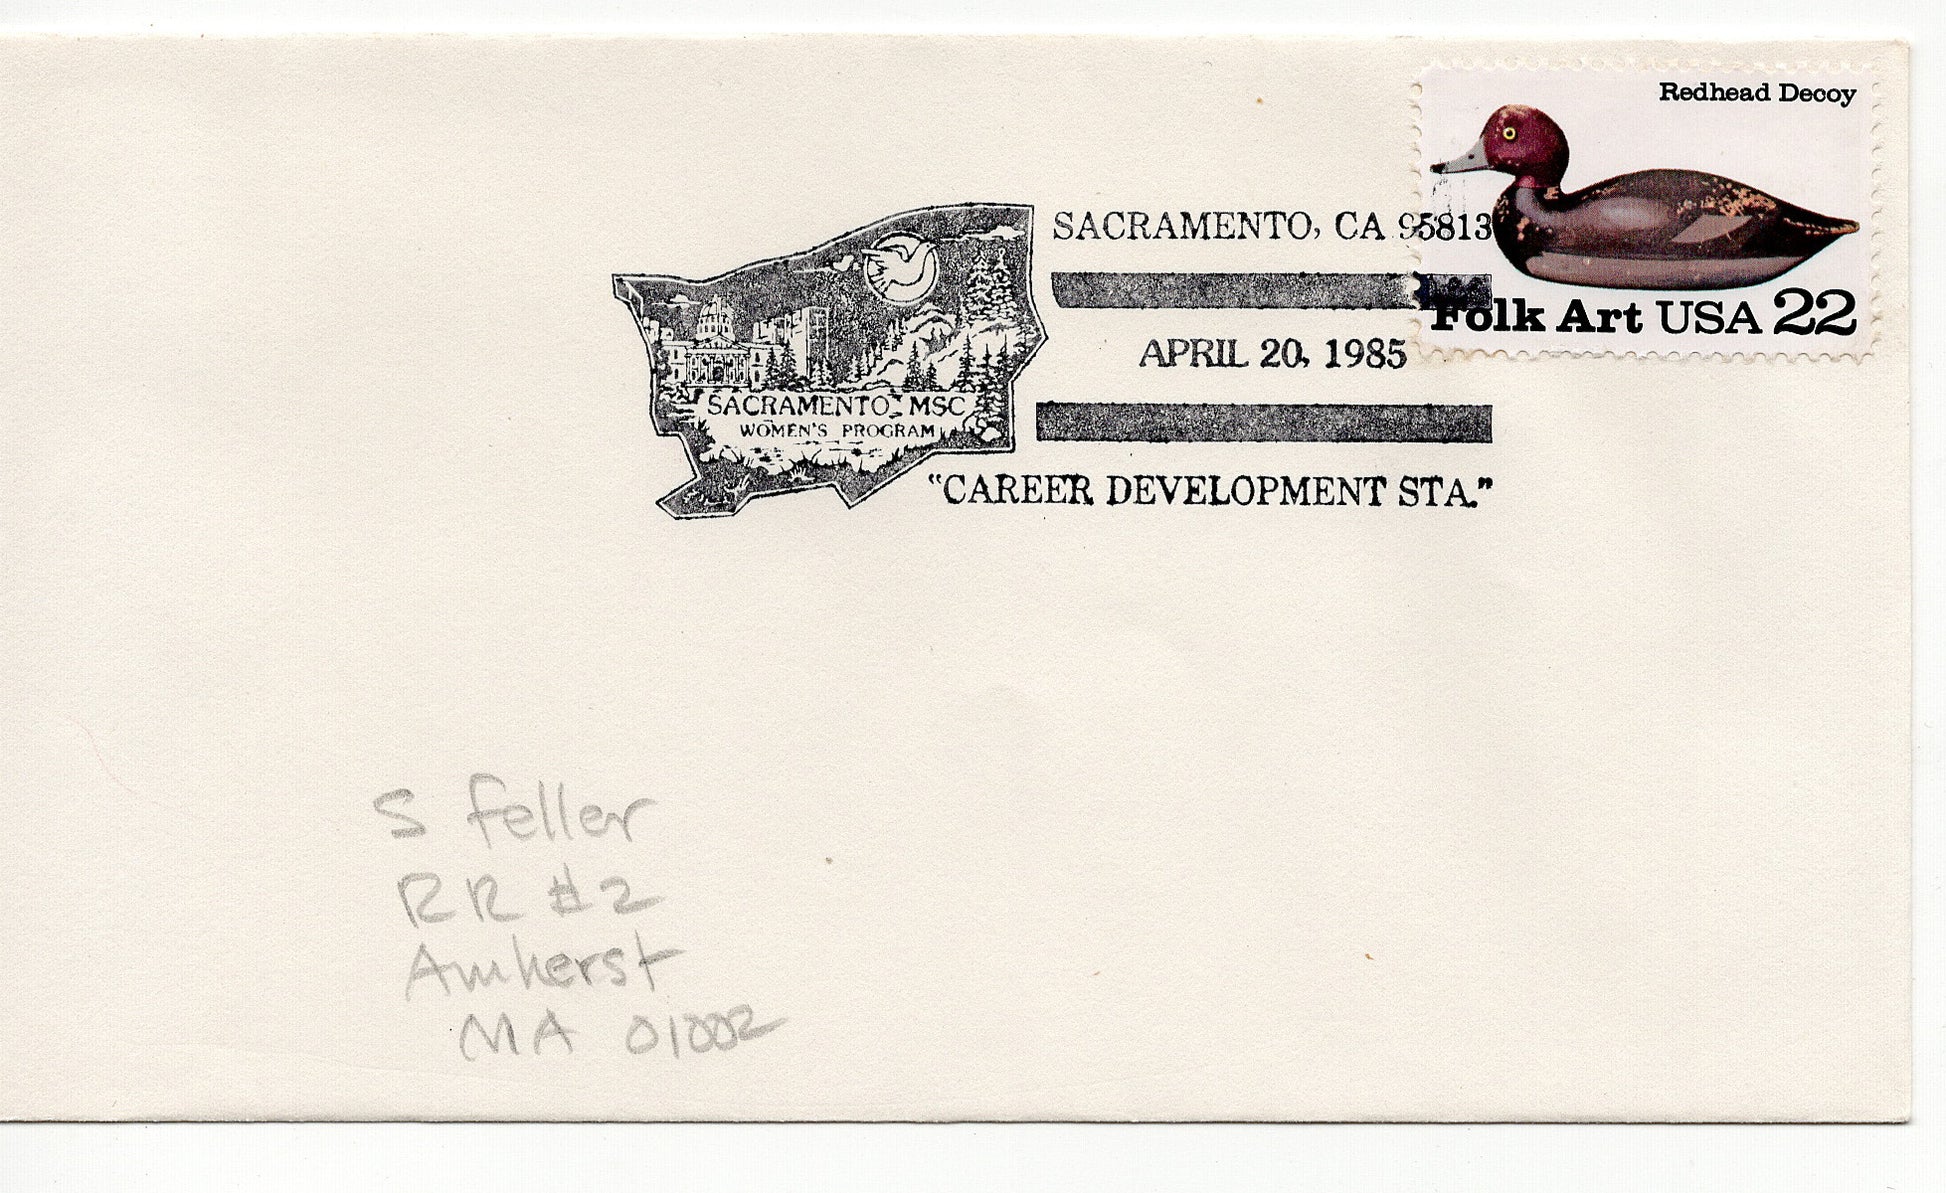 Redhead Decoy
Folk Art USA 22
SACRAMENTO, CA 95813
APRIL 20, 1985
SACRAMENTO, MSC
WOMEN'S PROGRAM
"CAREER DEVELOPMENT STA."
S Feller
RR #2
Amherst
MA 01002